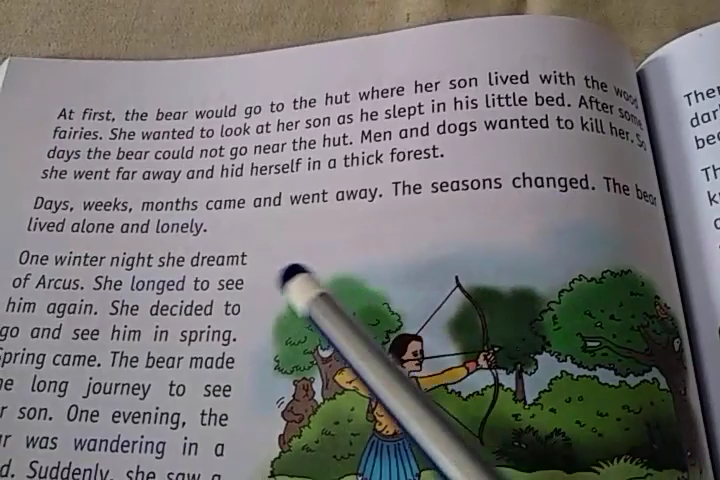 At first, the bear would go to the hut where her son lived with the wood
fairies. She wanted to look at her son as he slept in his little bed. After some
days the bear could not go near the hut. Men and dogs wanted to kill her. So
she went far away and hid herself in a thick forest.
Days, weeks, months came and went away. The seasons changed. The bear
lived alone and lonely.
One winter night she dreamt
of Arcus. She longed to see
him again. She decided to
go and see him in spring.
Spring came. The bear made
long journey to see
son. One evening, the
was wandering in a
Suddenly, she saw a